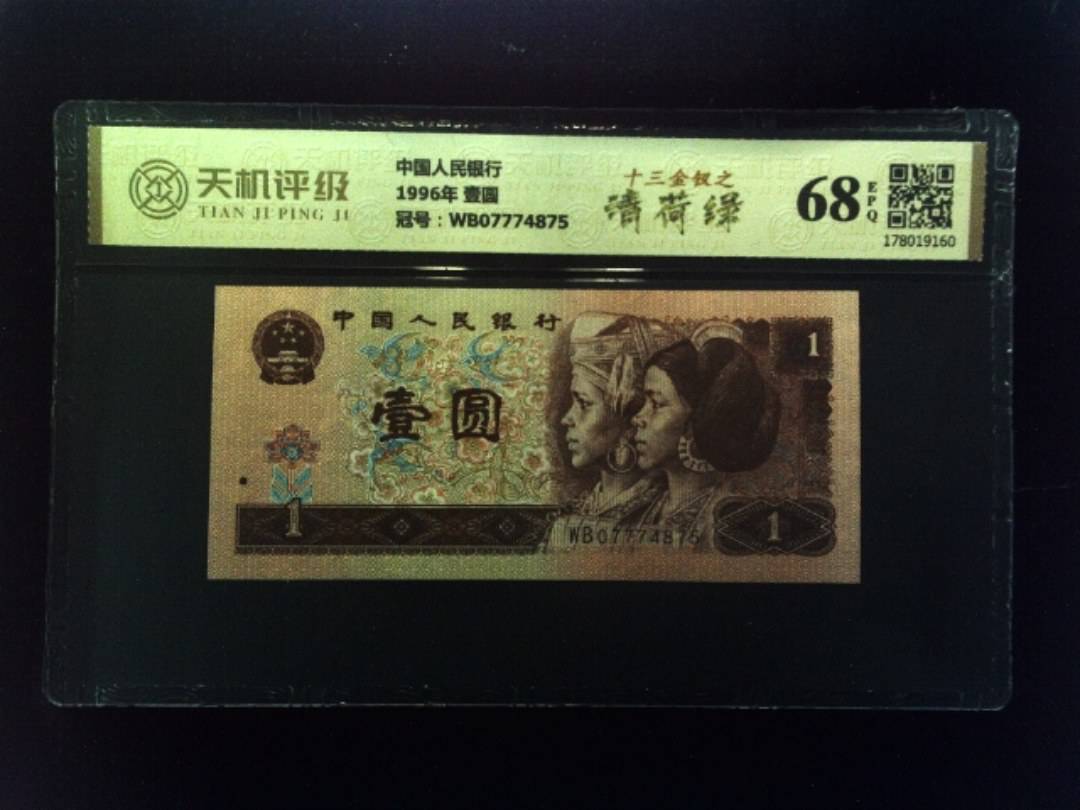 天机评级
TIAN JI PING JI
中国人民银行
1996年 壹圆
冠号：WB07774875
十三金钗之
清荷绿
68
EPQ
178019160
中国人民银行
1
壹圆
1
WB07774875
1